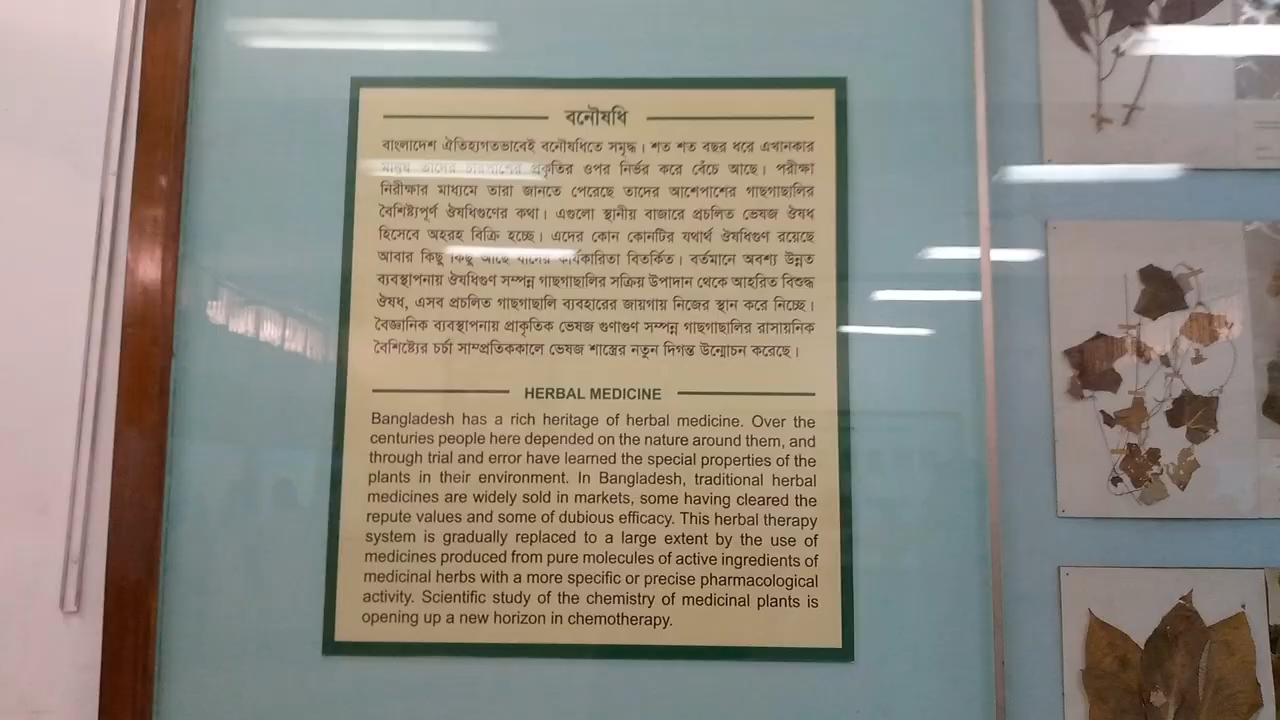 বনৌষধি
বাংলাদেশ ঐতিহ্যগতভাবেই বনৌষধিতে সমৃদ্ধ। শত শত বছর ধরে এখানকার
মানুষ তাদের চারপাশের প্রকৃতির ওপর নির্ভর করে বেঁচে আছে। পরীক্ষা
নিরীক্ষার মাধ্যমে তারা জানতে পেরেছে তাদের আশেপাশের গাছগাছালির
বৈশিষ্ট্যপূর্ণ ঔষধিগুণের কথা। এগুলো স্থানীয় বাজারে প্রচলিত ভেষজ ঔষধ
হিসেবে অহরহ বিক্রি হচ্ছে। এদের কোন কোনটির যথার্থ ঔষধিগুণ রয়েছে
আবার কিছু কিছু আছে যাদের কার্যকারিতা বিতর্কিত। বর্তমানে অবশ্য উন্নত
ব্যবস্থাপনায় ঔষধিগুণ সম্পন্ন গাছগাছালির সক্রিয় উপাদান থেকে আহরিত বিশুদ্ধ
ঔষধ, এসব প্রচলিত গাছগাছালি ব্যবহারের জায়গায় নিজের স্থান করে নিচ্ছে।
বৈজ্ঞানিক ব্যবস্থাপনায় প্রাকৃতিক ভেষজ গুণাগুণ সম্পন্ন গাছগাছালির রাসায়নিক
বৈশিষ্ট্যের চর্চা সাম্প্রতিককালে ভেষজ শাস্ত্রের নতুন দিগন্ত উন্মোচন করেছে।
HERBAL MEDICINE
Bangladesh has a rich heritage of herbal medicine. Over the
centuries people here depended on the nature around them, and
through trial and error have learned the special properties of the
plants in their environment. In Bangladesh, traditional herbal
medicines are widely sold in markets, some having cleared the
repute values and some of dubious efficacy. This herbal therapy
system is gradually replaced to a large extent by the use of
medicines produced from pure molecules of active ingredients of
medicinal herbs with a more specific or precise pharmacological
activity. Scientific study of the chemistry of medicinal plants is
opening up a new horizon in chemotherapy.